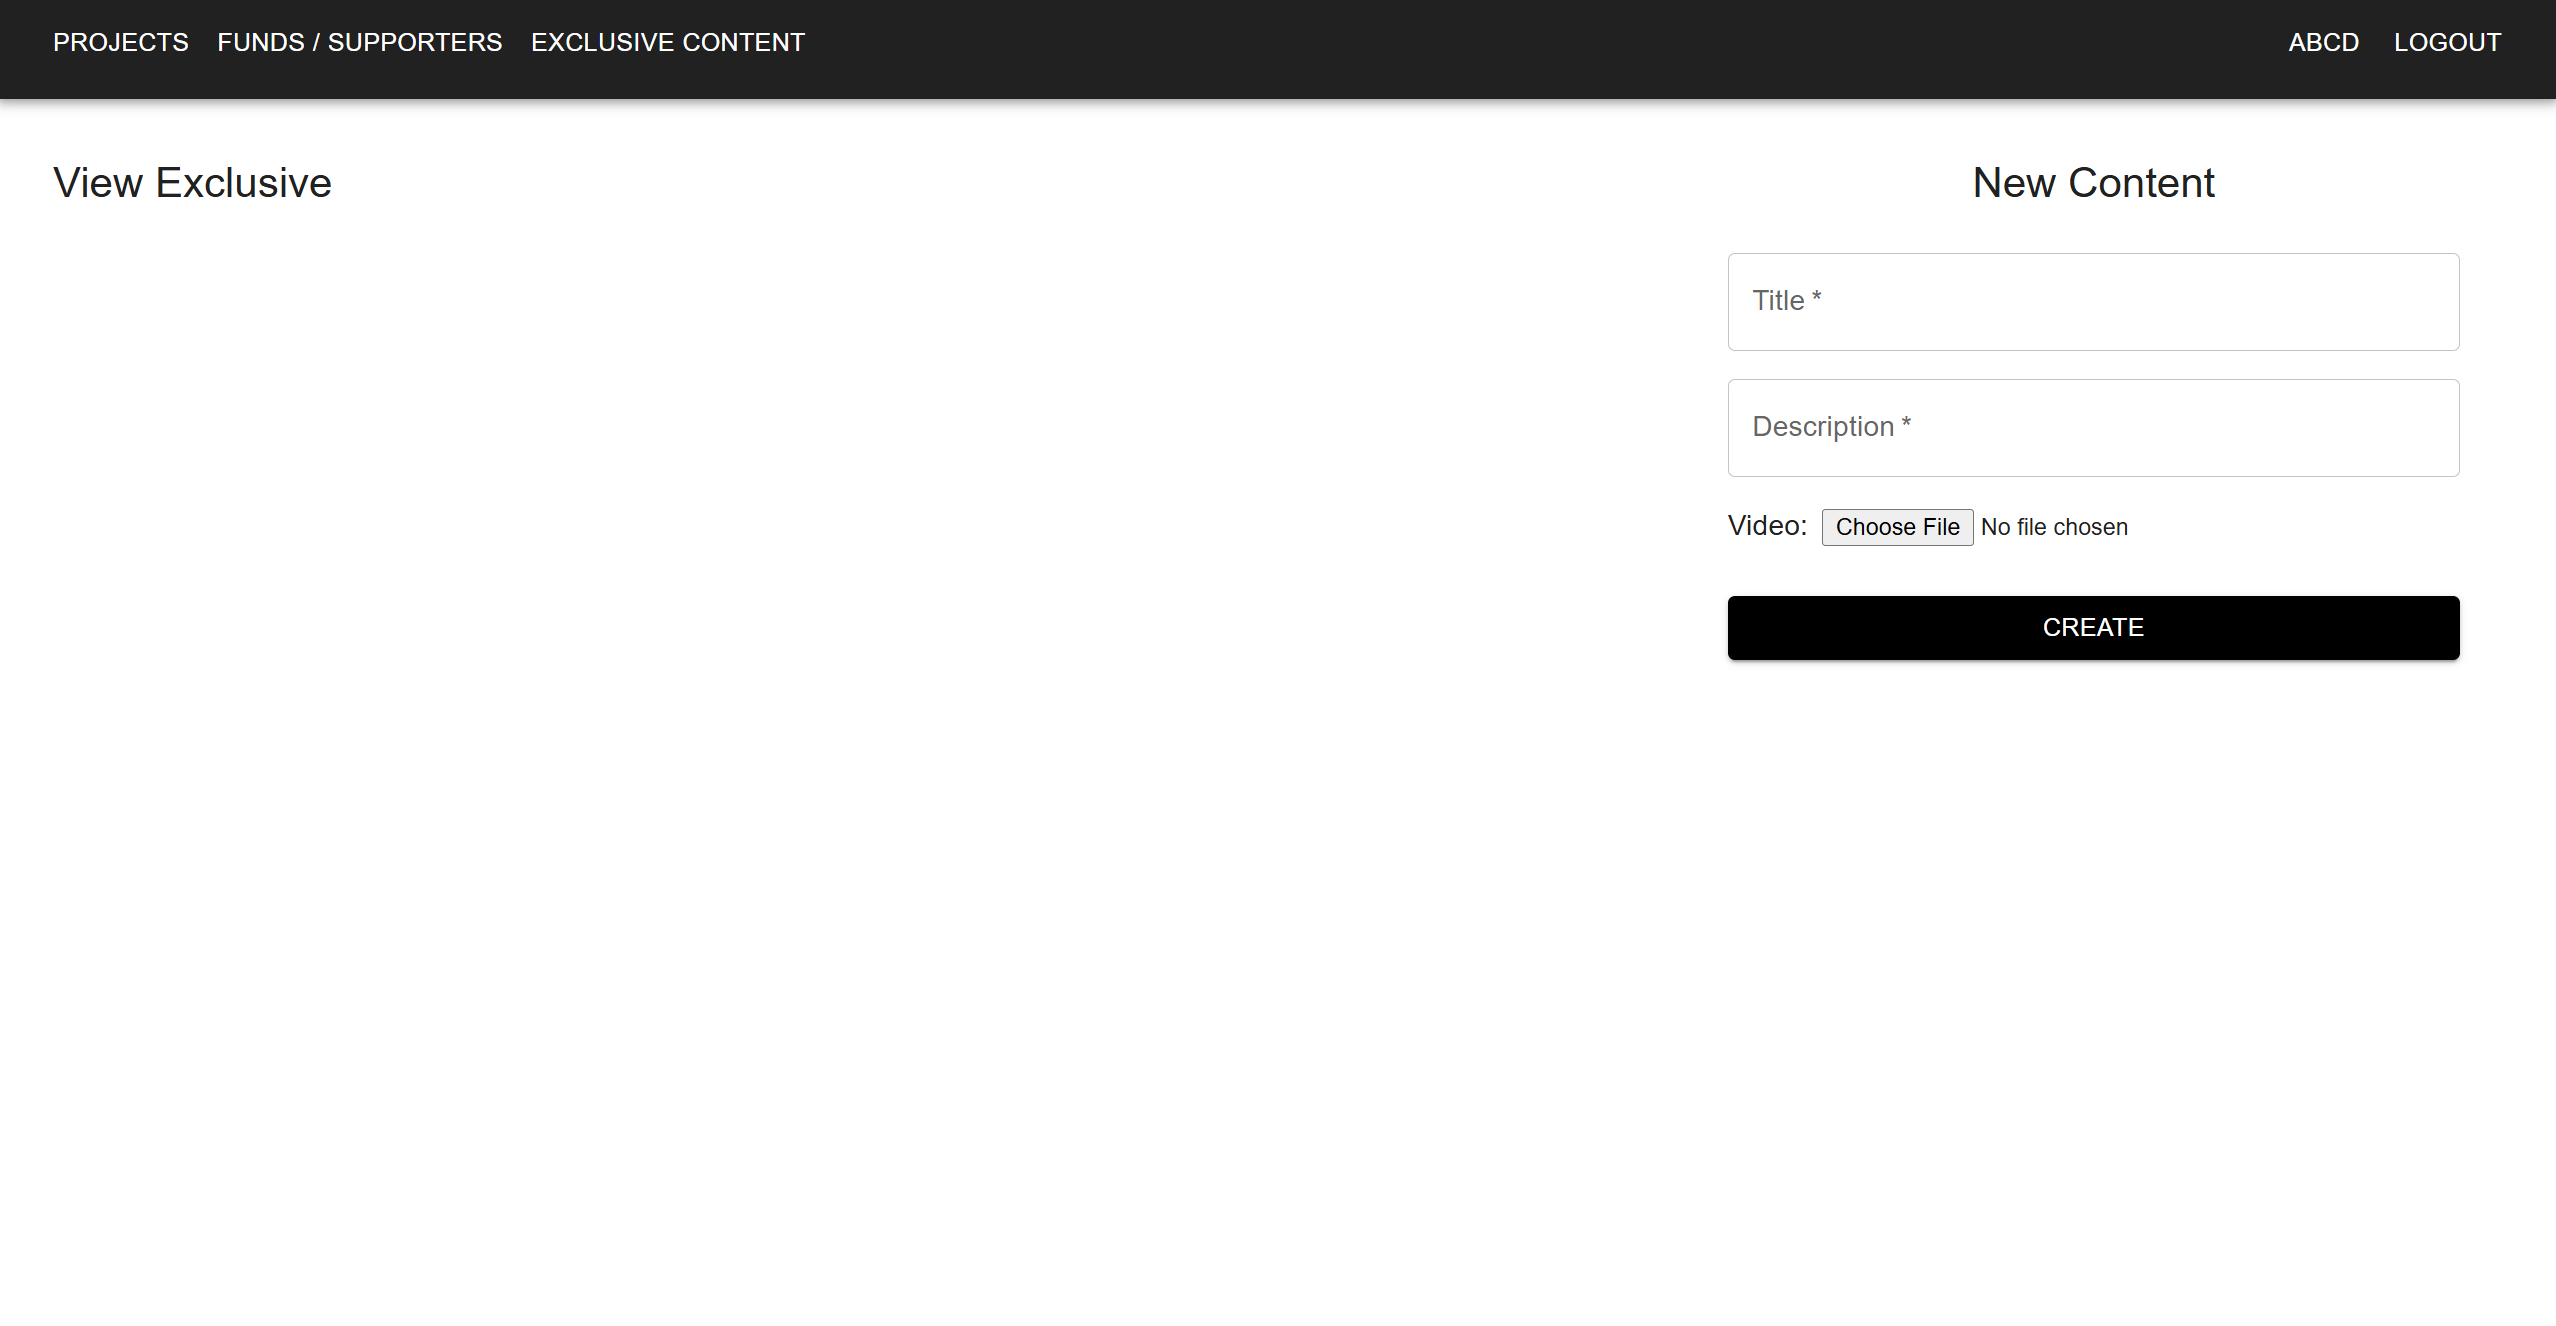 PROJECTS FUNDS / SUPPORTERS EXCLUSIVE CONTENT ABCD LOGOUT
View Exclusive
New Content
Title *
Description *
Video: Choose File No file chosen
CREATE